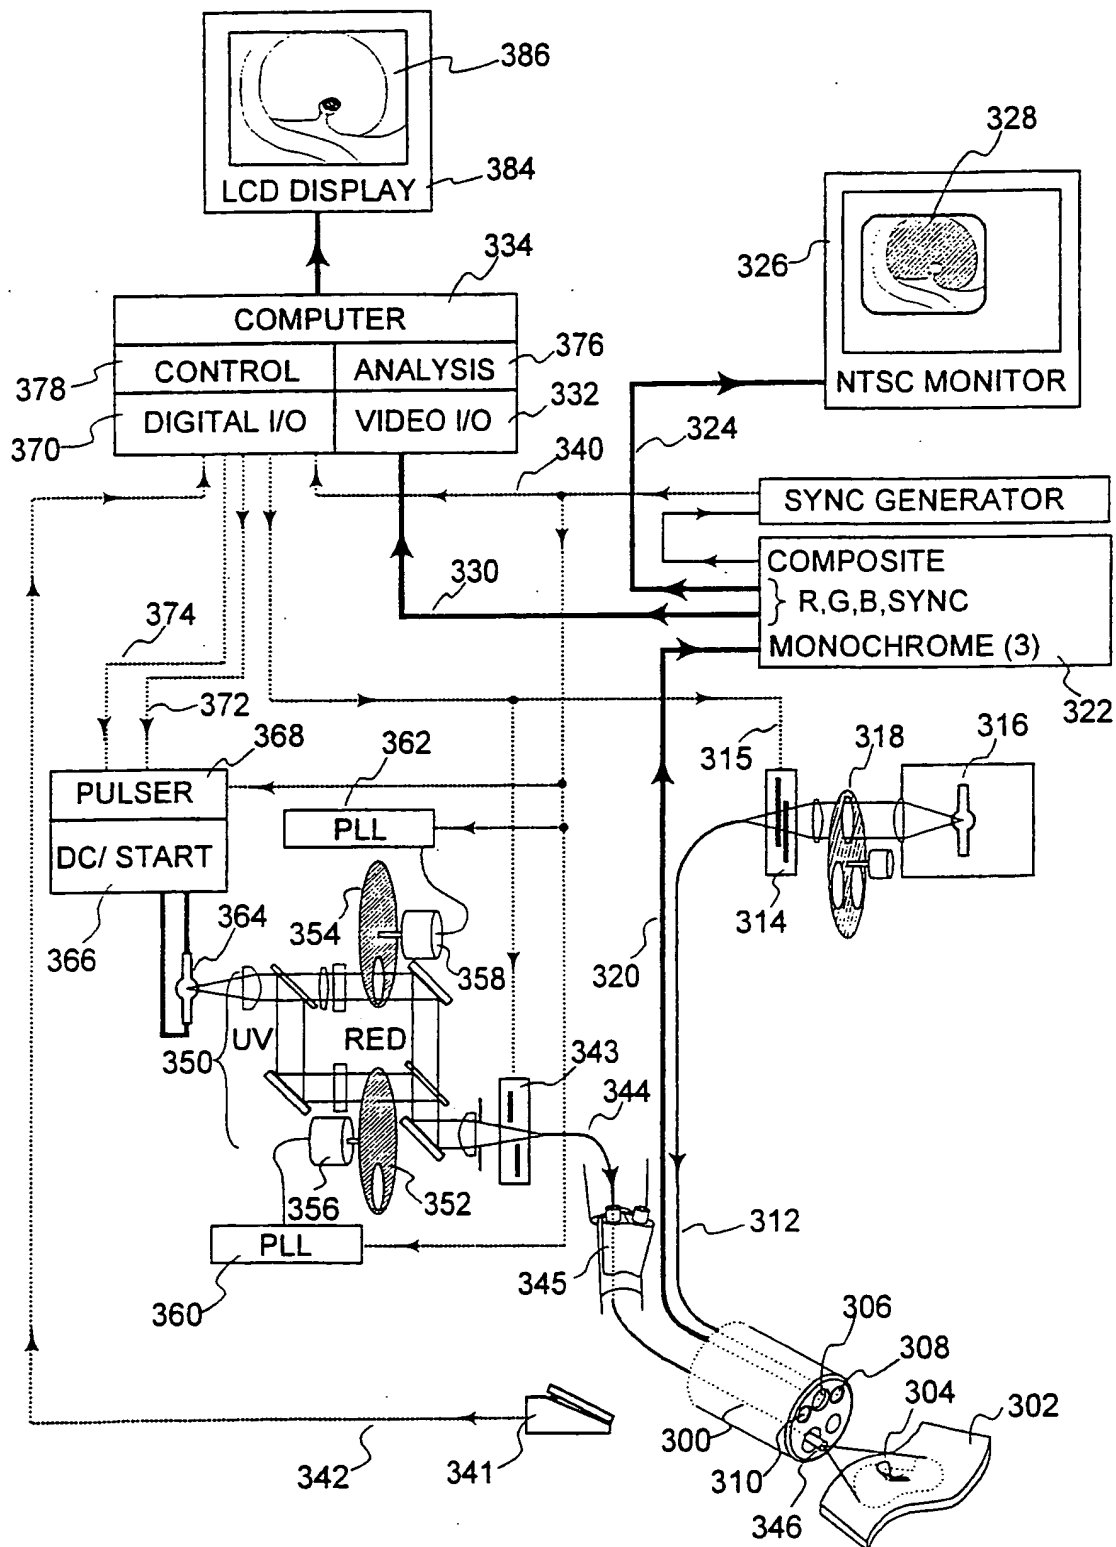 386
328
LCD DISPLAY
384
326
334
COMPUTER
CONTROL
ANALYSIS
376
378
NTSC MONITOR
DIGITAL I/O
VIDEO I/O
332
370
324
340
SYNC GENERATOR
COMPOSITE
330
R,G,B,SYNC
374
MONOCHROME (3)
372
322
368
362
315
318
316
PULSER
PLL
DC/ START
364
354
314
366
358
320
UV
RED
350
343
344
356
352
312
PLL
345
360
306
308
304
302
300
342
341
310
346